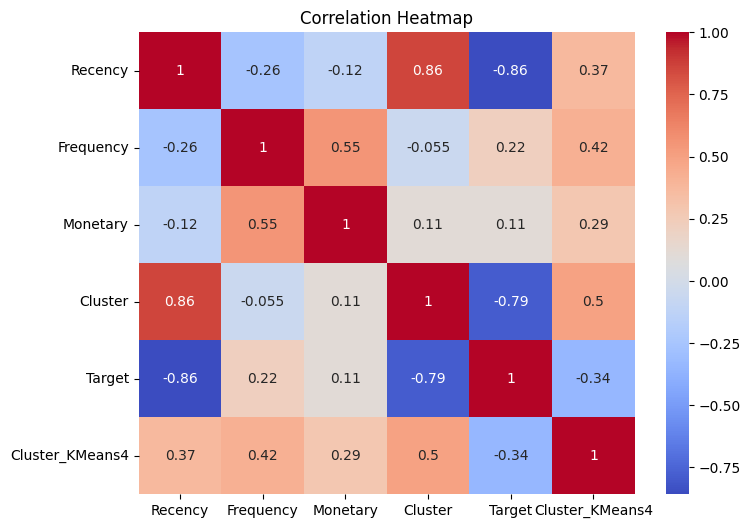 Correlation Heatmap
Recency 1 -0.26 -0.12 0.86 -0.86 0.37
Frequency -0.26 1 0.55 -0.055 0.22 0.42
Monetary -0.12 0.55 1 0.11 0.11 0.29
Cluster 0.86 -0.055 0.11 1 -0.79 0.5
Target -0.86 0.22 0.11 -0.79 1 -0.34
Cluster_KMeans4 0.37 0.42 0.29 0.5 -0.34 1
Recency Frequency Monetary Cluster Target Cluster_KMeans4
1.00
0.75
0.50
0.25
0.00
−0.25
−0.50
−0.75